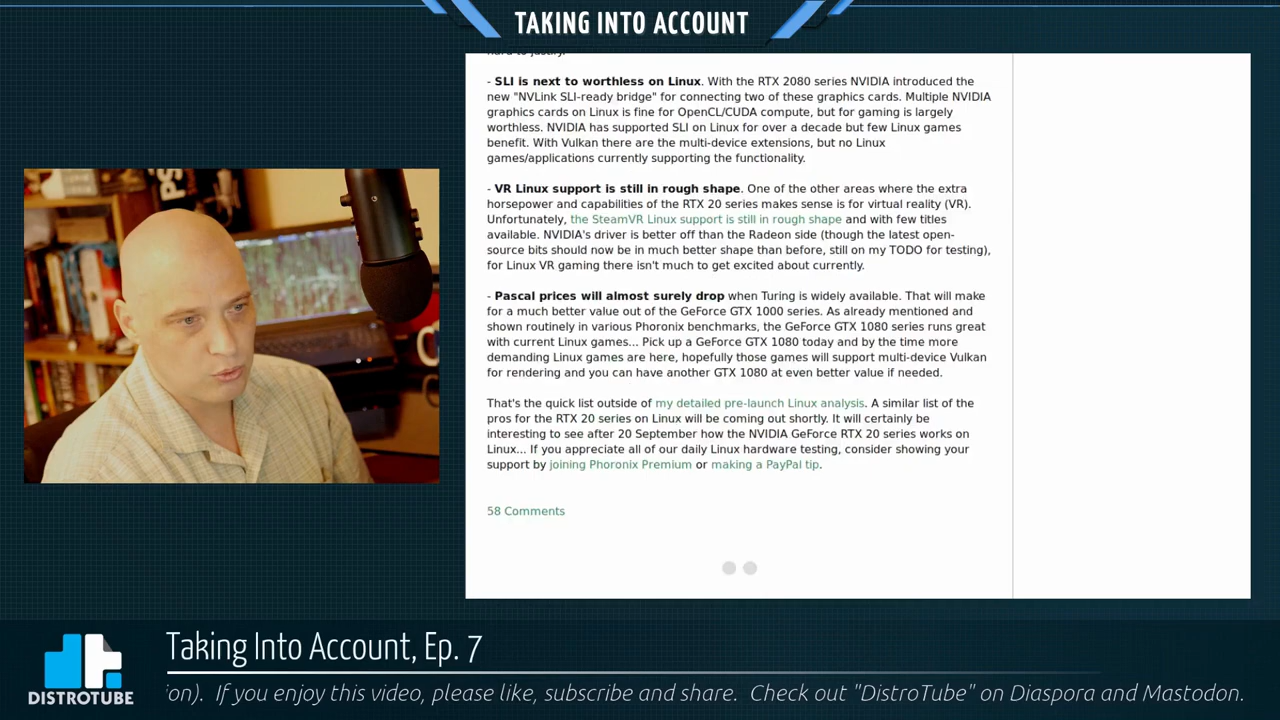 TAKING INTO ACCOUNT
hard to justify.
- SLI is next to worthless on Linux. With the RTX 2080 series NVIDIA introduced the
new "NVLink SLI-ready bridge" for connecting two of these graphics cards. Multiple NVIDIA
graphics cards on Linux is fine for OpenCL/CUDA compute, but for gaming is largely
worthless. NVIDIA has supported SLI on Linux for over a decade but few Linux games
benefit. With Vulkan there are the multi-device extensions, but no Linux
games/applications currently supporting the functionality.
- VR Linux support is still in rough shape. One of the other areas where the extra
horsepower and capabilities of the RTX 20 series makes sense is for virtual reality (VR).
Unfortunately, the SteamVR Linux support is still in rough shape and with few titles
available. NVIDIA's driver is better off than the Radeon side (though the latest open-
source bits should now be in much better shape than before, still on my TODO for testing),
for Linux VR gaming there isn't much to get excited about currently.
- Pascal prices will almost surely drop when Turing is widely available. That will make
for a much better value out of the GeForce GTX 1000 series. As already mentioned and
shown routinely in various Phoronix benchmarks, the GeForce GTX 1080 series runs great
with current Linux games... Pick up a GeForce GTX 1080 today and by the time more
demanding Linux games are here, hopefully those games will support multi-device Vulkan
for rendering and you can have another GTX 1080 at even better value if needed.
That's the quick list outside of my detailed pre-launch Linux analysis. A similar list of the
pros for the RTX 20 series on Linux will be coming out shortly. It will certainly be
interesting to see after 20 September how the NVIDIA GeForce RTX 20 series works on
Linux... If you appreciate all of our daily Linux hardware testing, consider showing your
support by joining Phoronix Premium or making a PayPal tip.
58 Comments
Taking Into Account, Ep. 7
DISTROTUBE
ion). If you enjoy this video, please like, subscribe and share. Check out "DistroTube" on Diaspora and Mastodon.